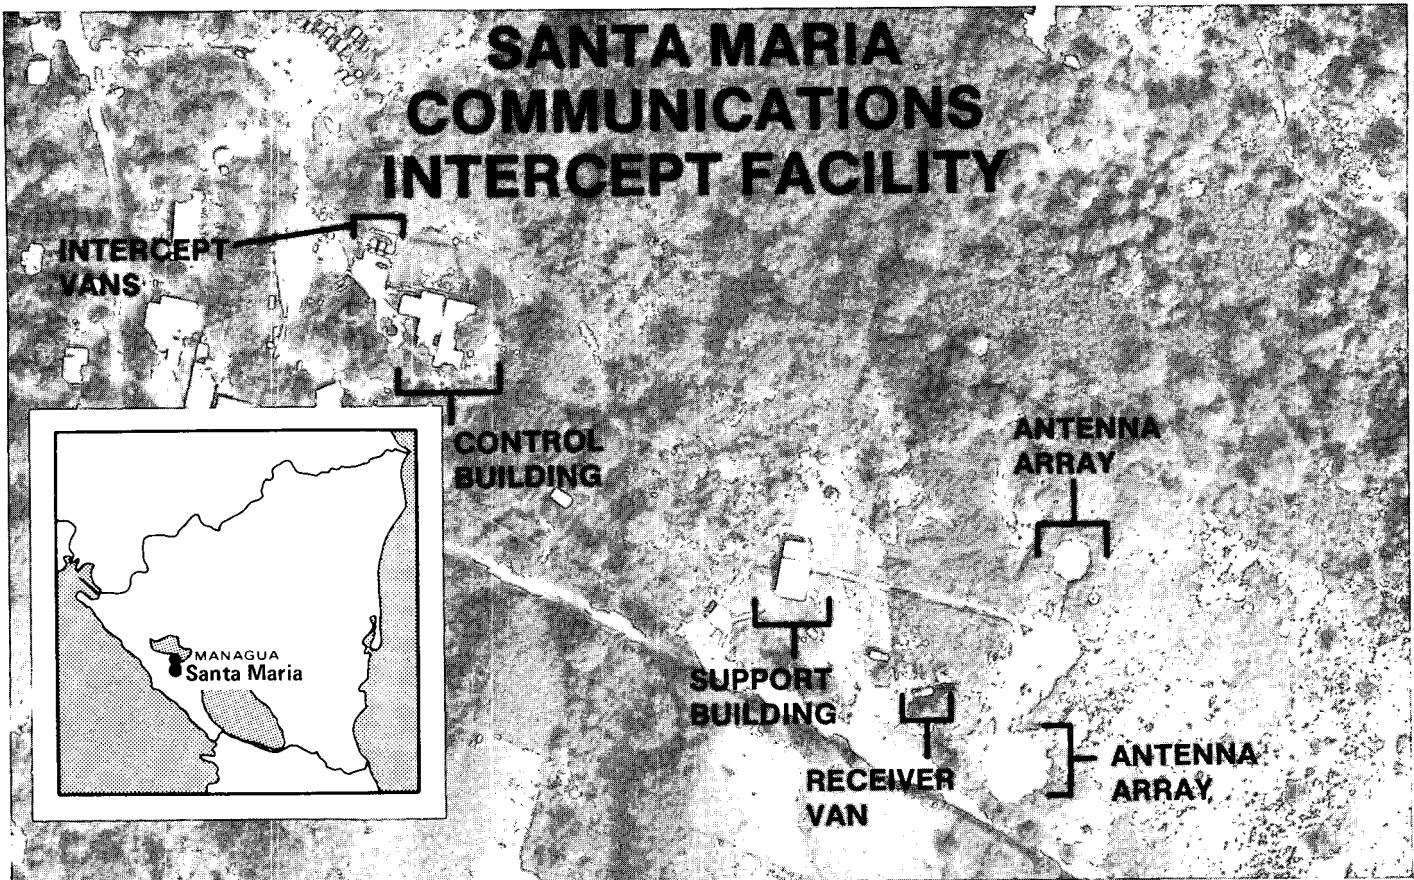 SANTA MARIA
COMMUNICATIONS
INTERCEPT FACILITY
INTERCEPT
VANS
CONTROL
BUILDING
ANTENNA
ARRAY
MANAGUA
Santa Maria
SUPPORT
BUILDING
RECEIVER
VAN
ANTENNA
ARRAY